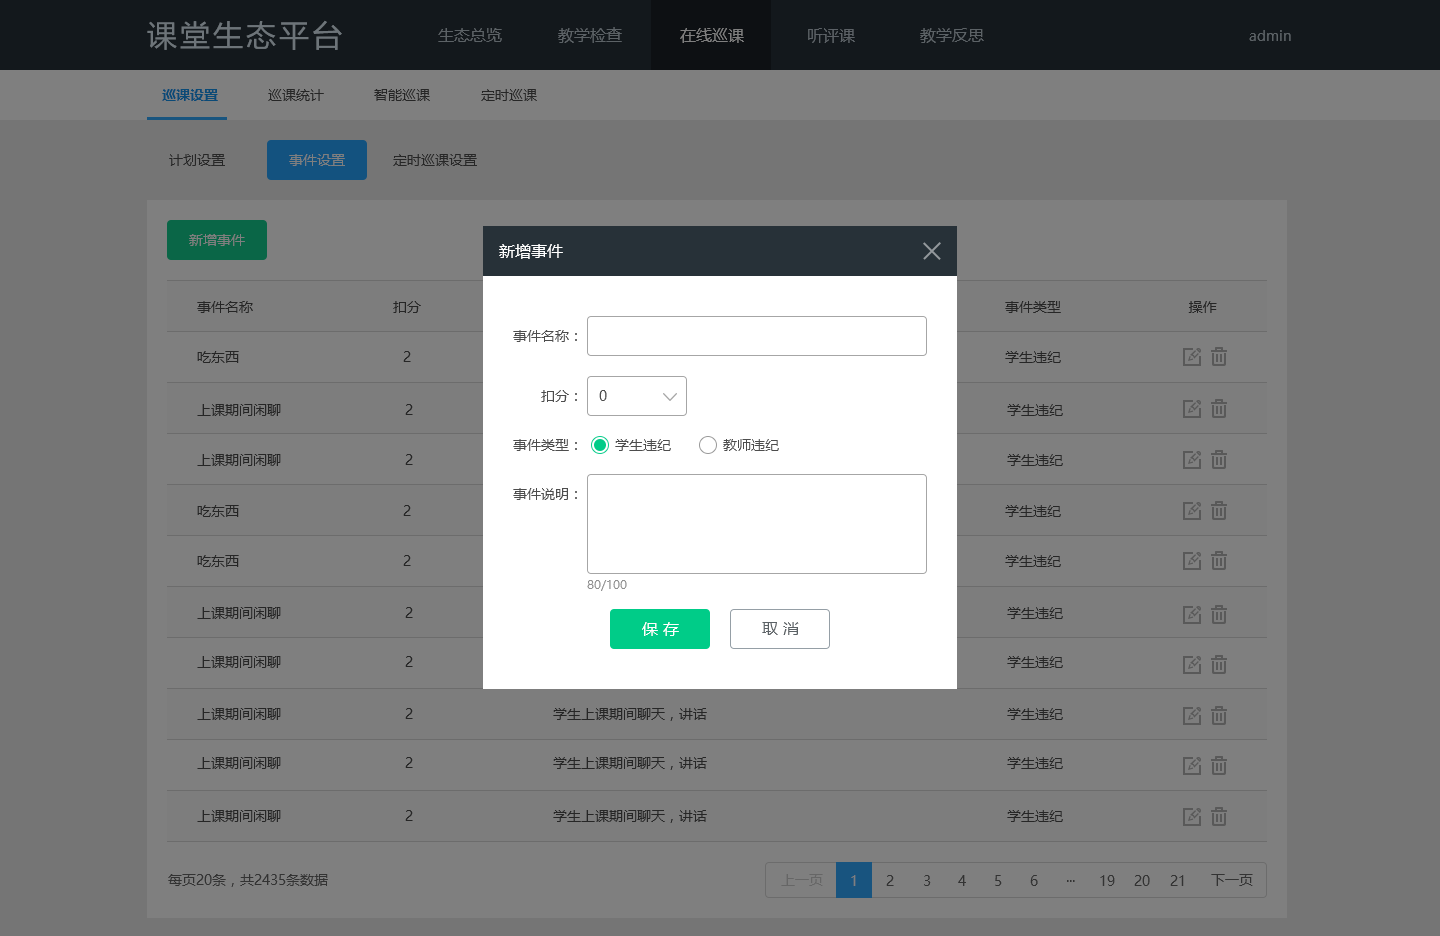 课堂生态平台 生态总览 教学检查 在线巡课 听评课 教学反思 admin
巡课设置 巡课统计 智能巡课 定时巡课
计划设置 事件设置 定时巡课设置
新增事件
事件名称 扣分 事件类型 操作
吃东西 2 学生违纪
上课期间闲聊 2 学生违纪
上课期间闲聊 2 学生违纪
吃东西 2 学生违纪
吃东西 2 学生违纪
上课期间闲聊 2 学生违纪
上课期间闲聊 2 学生违纪
上课期间闲聊 2 学生上课期间聊天，讲话 学生违纪
上课期间闲聊 2 学生上课期间聊天，讲话 学生违纪
上课期间闲聊 2 学生上课期间聊天，讲话 学生违纪
每页20条，共2435条数据 上一页 1 2 3 4 5 6 ... 19 20 21 下一页
新增事件
事件名称：
扣分： 0
事件类型： 学生违纪 教师违纪
事件说明：
80/100
保 存 取 消